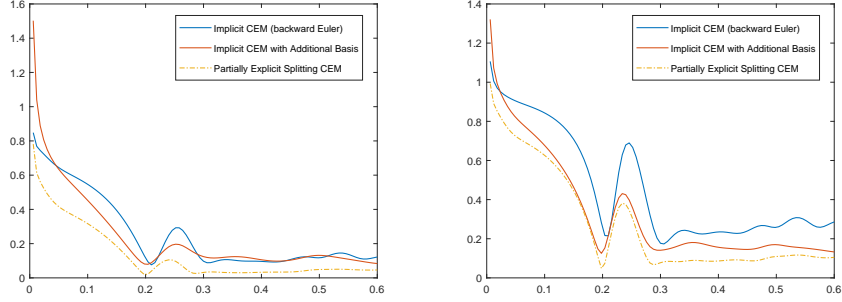 1.6
1.4
1.2
1
0.8
0.6
0.4
0.2
0
0 0.1 0.2 0.3 0.4 0.5 0.6
Implicit CEM (backward Euler)
Implicit CEM with Additional Basis
Partially Explicit Splitting CEM
1.4
1.2
1
0.8
0.6
0.4
0.2
0
0 0.1 0.2 0.3 0.4 0.5 0.6
Implicit CEM (backward Euler)
Implicit CEM with Additional Basis
Partially Explicit Splitting CEM